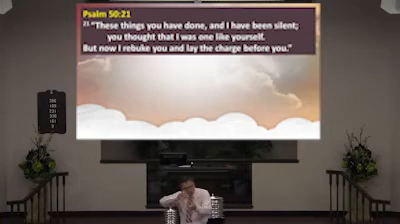 Psalm 50:21
21 "These things you have done, and I have been silent;
you thought that I was one like yourself.
But now I rebuke you and lay the charge before you."